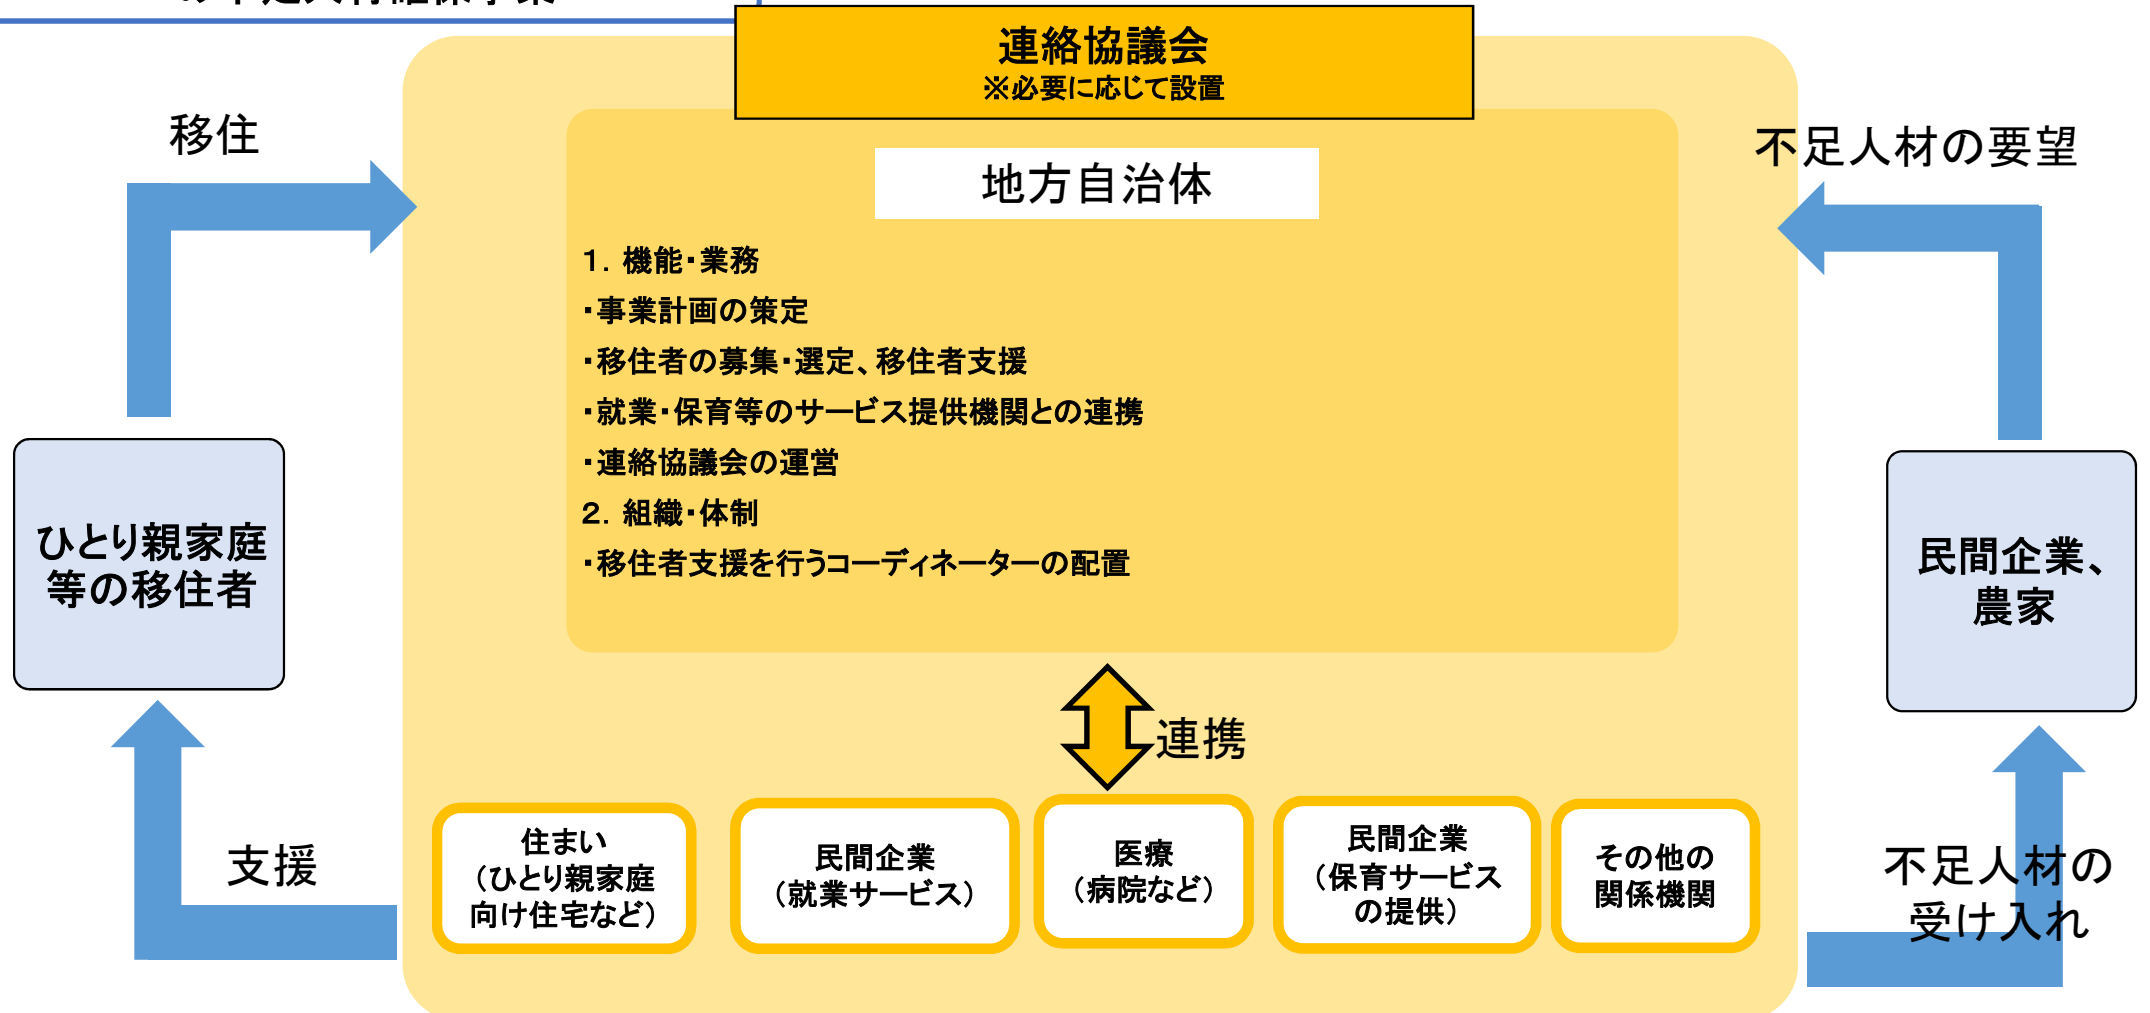 の不足人材確保事業
連絡協議会
※必要に応じて設置
移住
不足人材の要望
地方自治体
1．機能・業務
・事業計画の策定
・移住者の募集・選定、移住者支援
・就業・保育等のサービス提供機関との連携
・連絡協議会の運営
2．組織・体制
・移住者支援を行うコーディネーターの配置
ひとり親家庭
等の移住者
民間企業、
農家
連携
支援
住まい
（ひとり親家庭
向け住宅など）
民間企業
（就業サービス）
医療
（病院など）
民間企業
（保育サービス
の提供）
その他の
関係機関
不足人材の
受け入れ